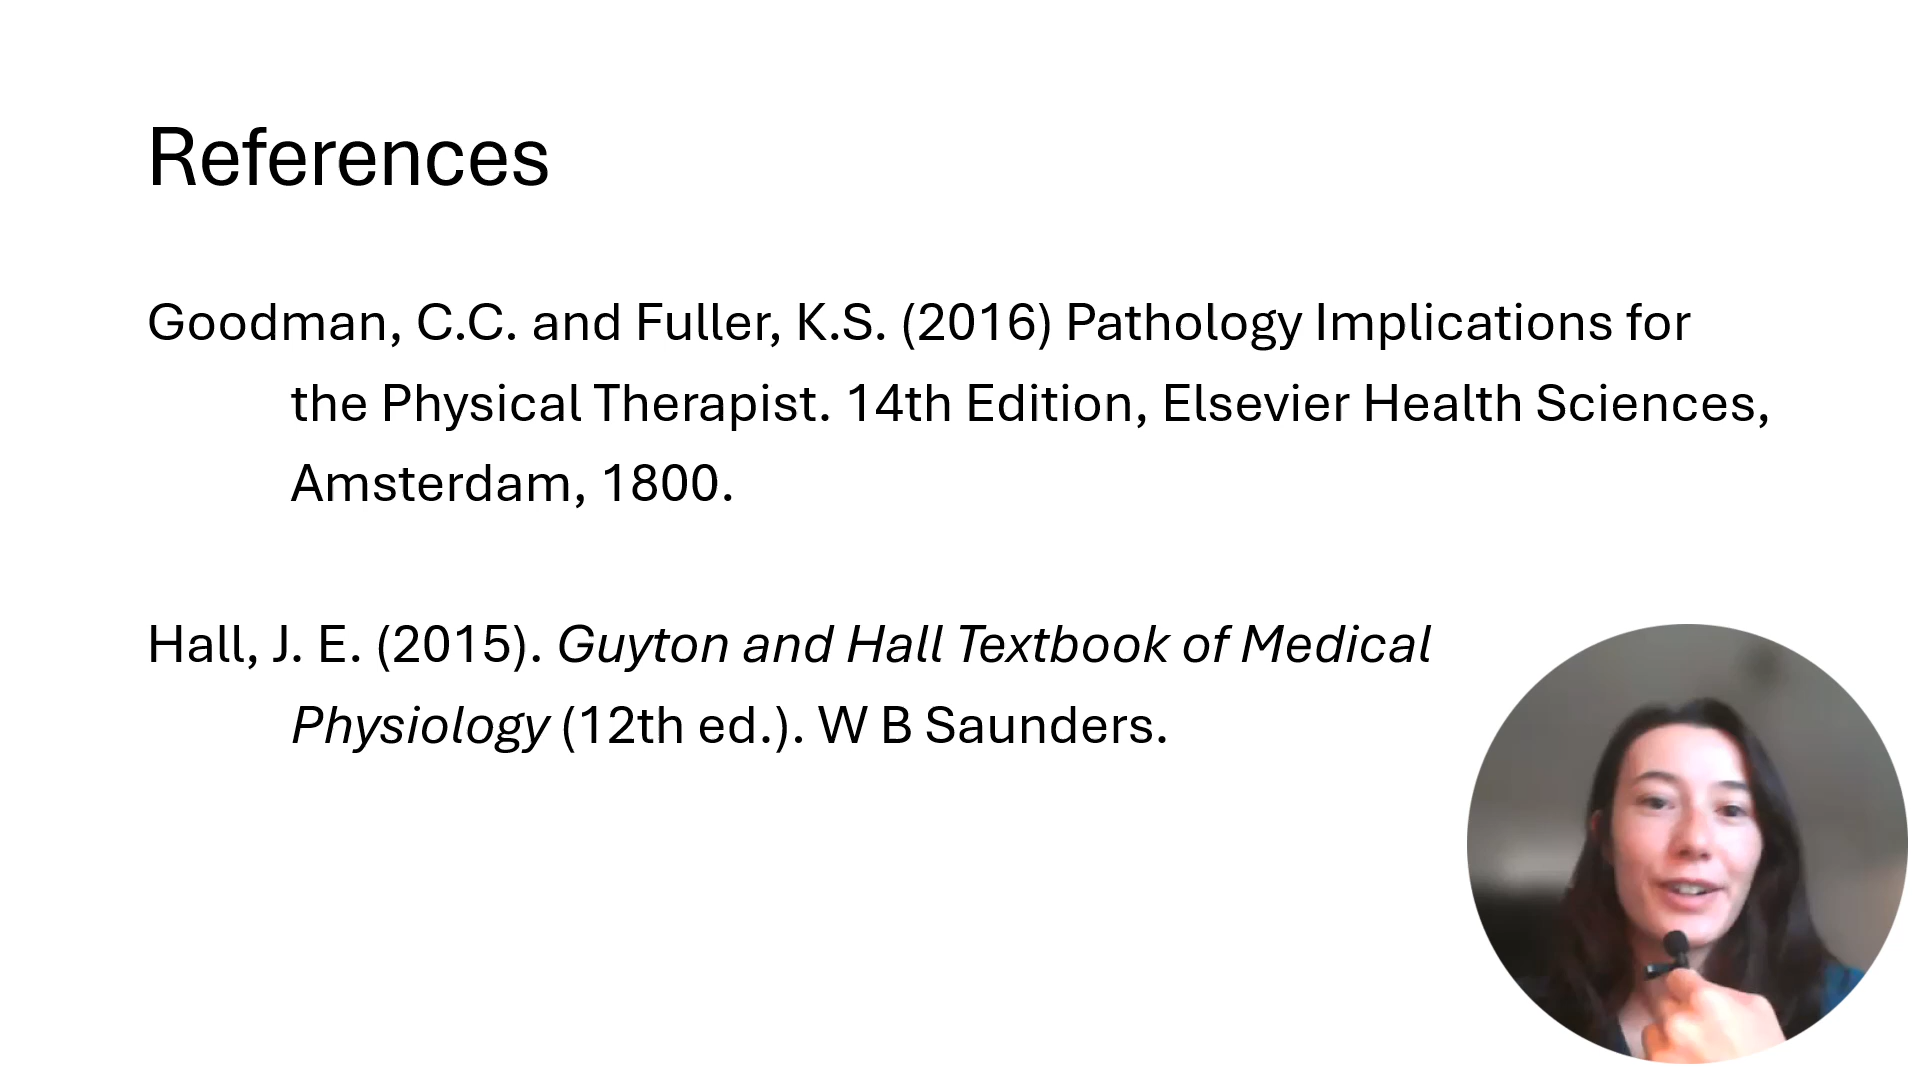 References
Goodman, C.C. and Fuller, K.S. (2016) Pathology Implications for
the Physical Therapist. 14th Edition, Elsevier Health Sciences,
Amsterdam, 1800.
Hall, J. E. (2015). Guyton and Hall Textbook of Medical
Physiology (12th ed.). W B Saunders.